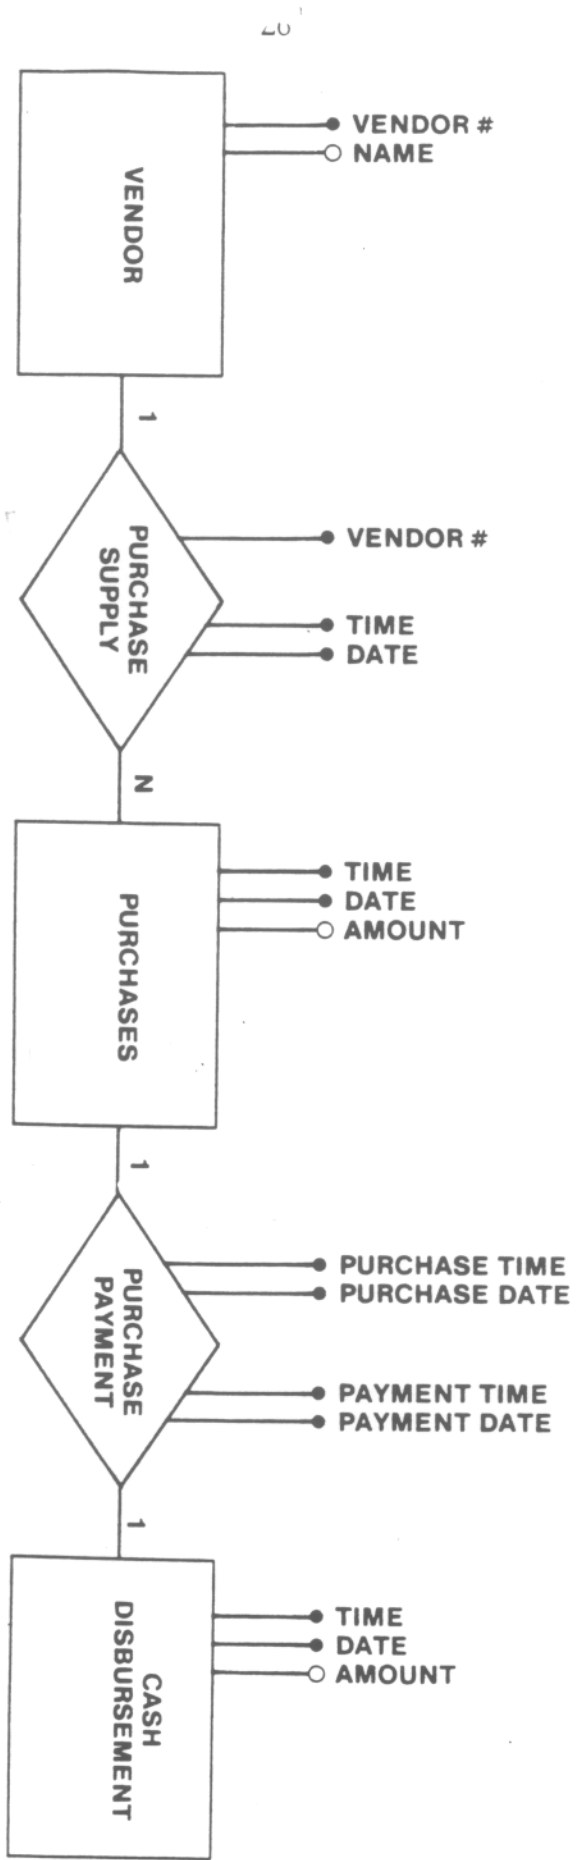 VENDOR #
NAME
VENDOR
1
VENDOR #
PURCHASE
SUPPLY
TIME
DATE
N
TIME
DATE
AMOUNT
PURCHASES
1
PURCHASE TIME
PURCHASE DATE
PURCHASE
PAYMENT
PAYMENT TIME
PAYMENT DATE
1
TIME
DATE
AMOUNT
CASH
DISBURSEMENT